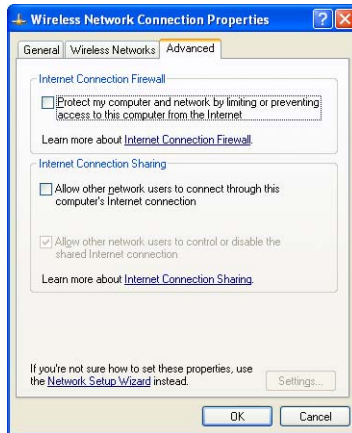 Wireless Network Connection Properties
General Wireless Networks Advanced
Internet Connection Firewall
Protect my computer and network by limiting or preventing
access to this computer from the Internet
Learn more about Internet Connection Firewall.
Internet Connection Sharing
Allow other network users to connect through this
computer's Internet connection
Allow other network users to control or disable the
shared Internet connection
Learn more about Internet Connection Sharing.
If you're not sure how to set these properties, use
the Network Setup Wizard instead.
Settings...
OK Cancel